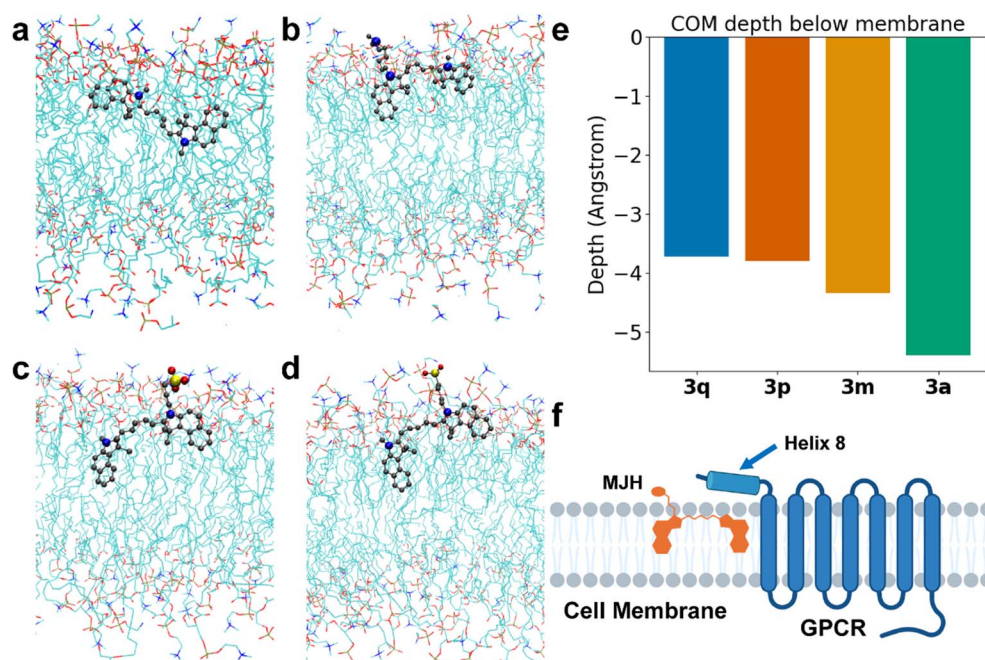 a
b
c
d
e
COM depth below membrane
Depth (Angstrom)
0
−1
−2
−3
−4
−5
3q 3p 3m 3a
f
Helix 8
MJH
Cell Membrane
GPCR